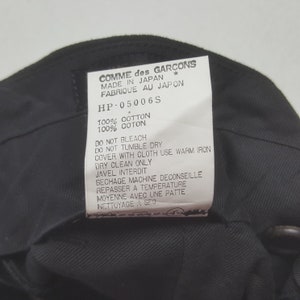 COMME des GARCONS
MADE IN JAPAN *
FABRIQUE AU JAPON
HP-05006S
100% COTTON
100% COTON
DO NOT BLEACH
DO NOT TUMBLE DRY
COVER WITH CLOTH USE WARM IRON
DRY CLEAN ONLY
JAVEL INTERDIT
SECHAGE MACHINE DECONSEILLE
REPASSER A TEMPERATURE
MOYENNE AVEC UNE PATTE
NETTOYAGE A SEC